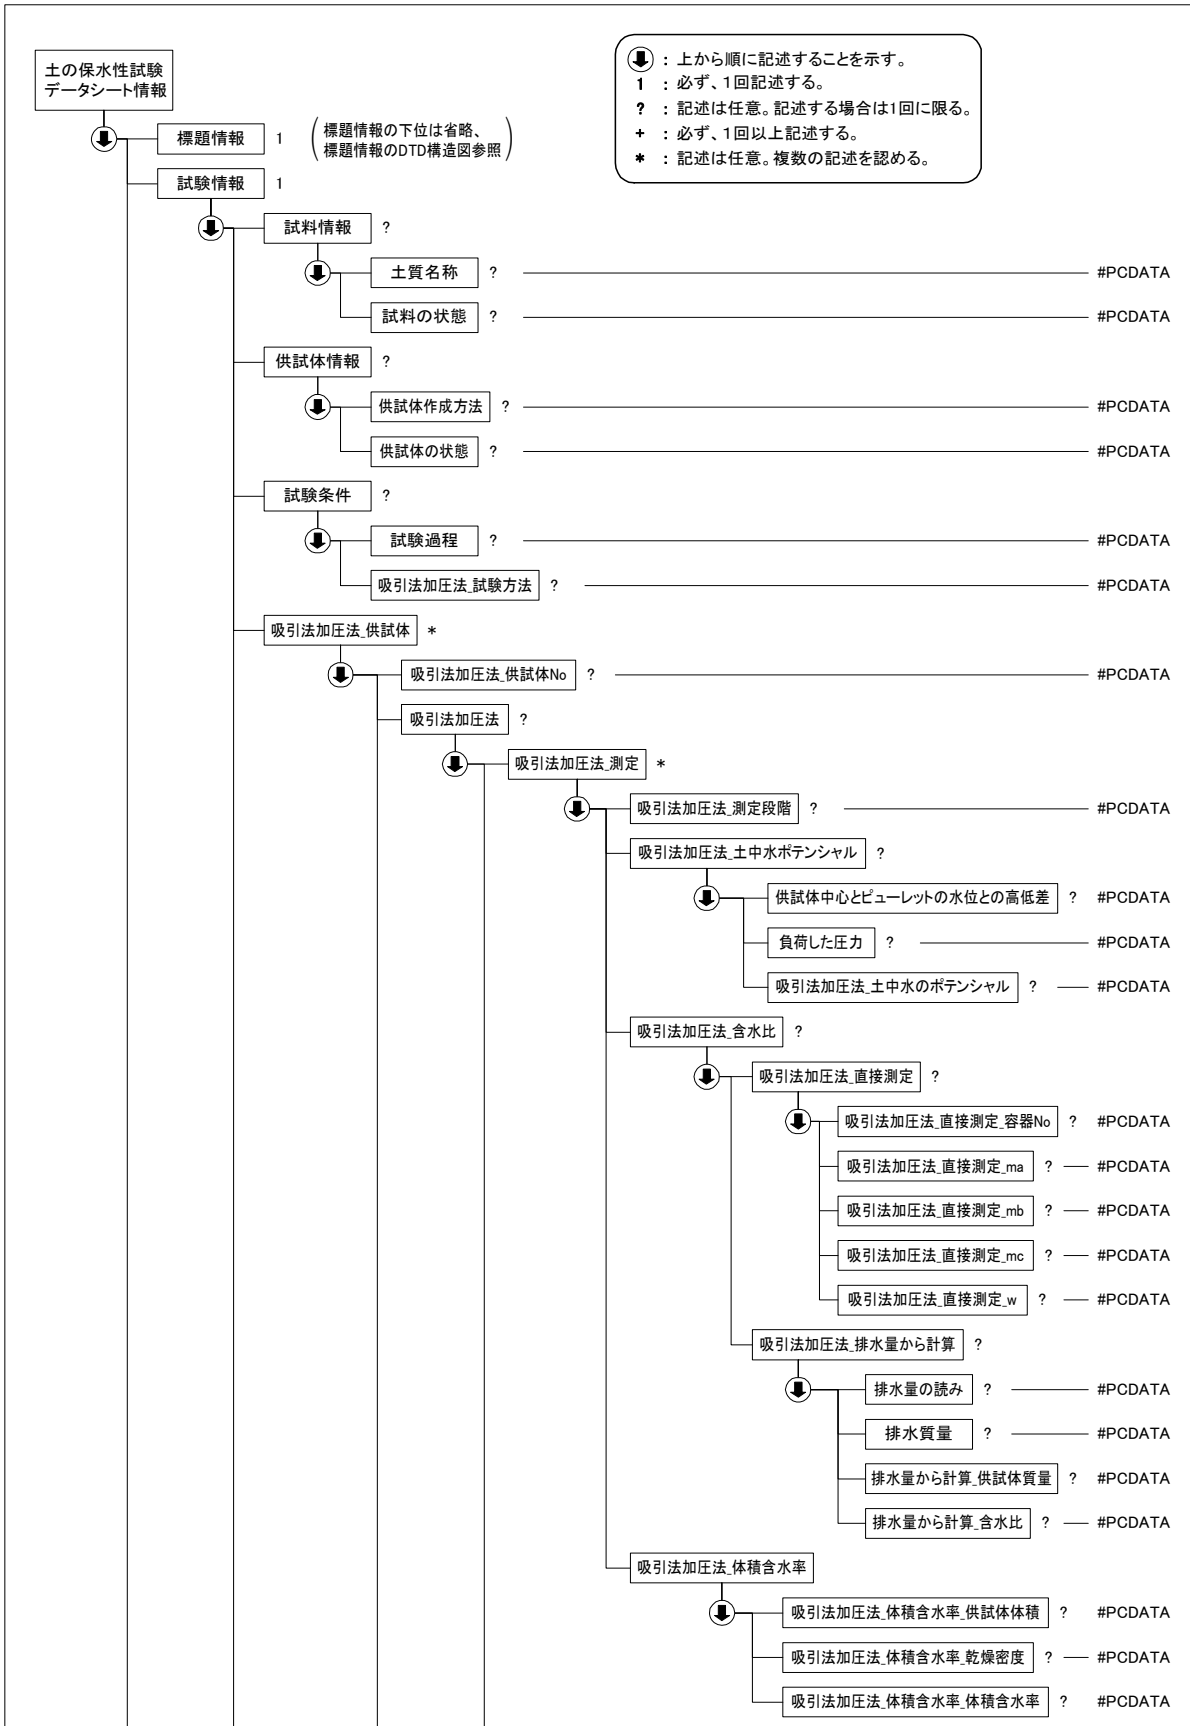 土の保水性試験
データシート情報
: 上から順に記述することを示す。
1 : 必ず、1回記述する。
? : 記述は任意。記述する場合は1回に限る。
+ : 必ず、1回以上記述する。
* : 記述は任意。複数の記述を認める。
標題情報 1 (標題情報の下位は省略、
標題情報のDTD構造図参照)
試験情報 1
試料情報 ?
土質名称 ? #PCDATA
試料の状態 ? #PCDATA
供試体情報 ?
供試体作成方法 ? #PCDATA
供試体の状態 ? #PCDATA
試験条件 ?
試験過程 ? #PCDATA
吸引法加圧法_試験方法 ? #PCDATA
吸引法加圧法_供試体 *
吸引法加圧法_供試体No ? #PCDATA
吸引法加圧法 ?
吸引法加圧法_測定 *
吸引法加圧法_測定段階 ? #PCDATA
吸引法加圧法_土中水ポテンシャル ?
供試体中心とピューレットの水位との高低差 ? #PCDATA
負荷した圧力 ? #PCDATA
吸引法加圧法_土中水のポテンシャル ? #PCDATA
吸引法加圧法_含水比 ?
吸引法加圧法_直接測定 ?
吸引法加圧法_直接測定_容器No ? #PCDATA
吸引法加圧法_直接測定_ma ? #PCDATA
吸引法加圧法_直接測定_mb ? #PCDATA
吸引法加圧法_直接測定_mc ? #PCDATA
吸引法加圧法_直接測定_w ? #PCDATA
吸引法加圧法_排水量から計算 ?
排水量の読み ? #PCDATA
排水質量 ? #PCDATA
排水量から計算_供試体質量 ? #PCDATA
排水量から計算_含水比 ? #PCDATA
吸引法加圧法_体積含水率
吸引法加圧法_体積含水率_供試体体積 ? #PCDATA
吸引法加圧法_体積含水率_乾燥密度 ? #PCDATA
吸引法加圧法_体積含水率_体積含水率 ? #PCDATA